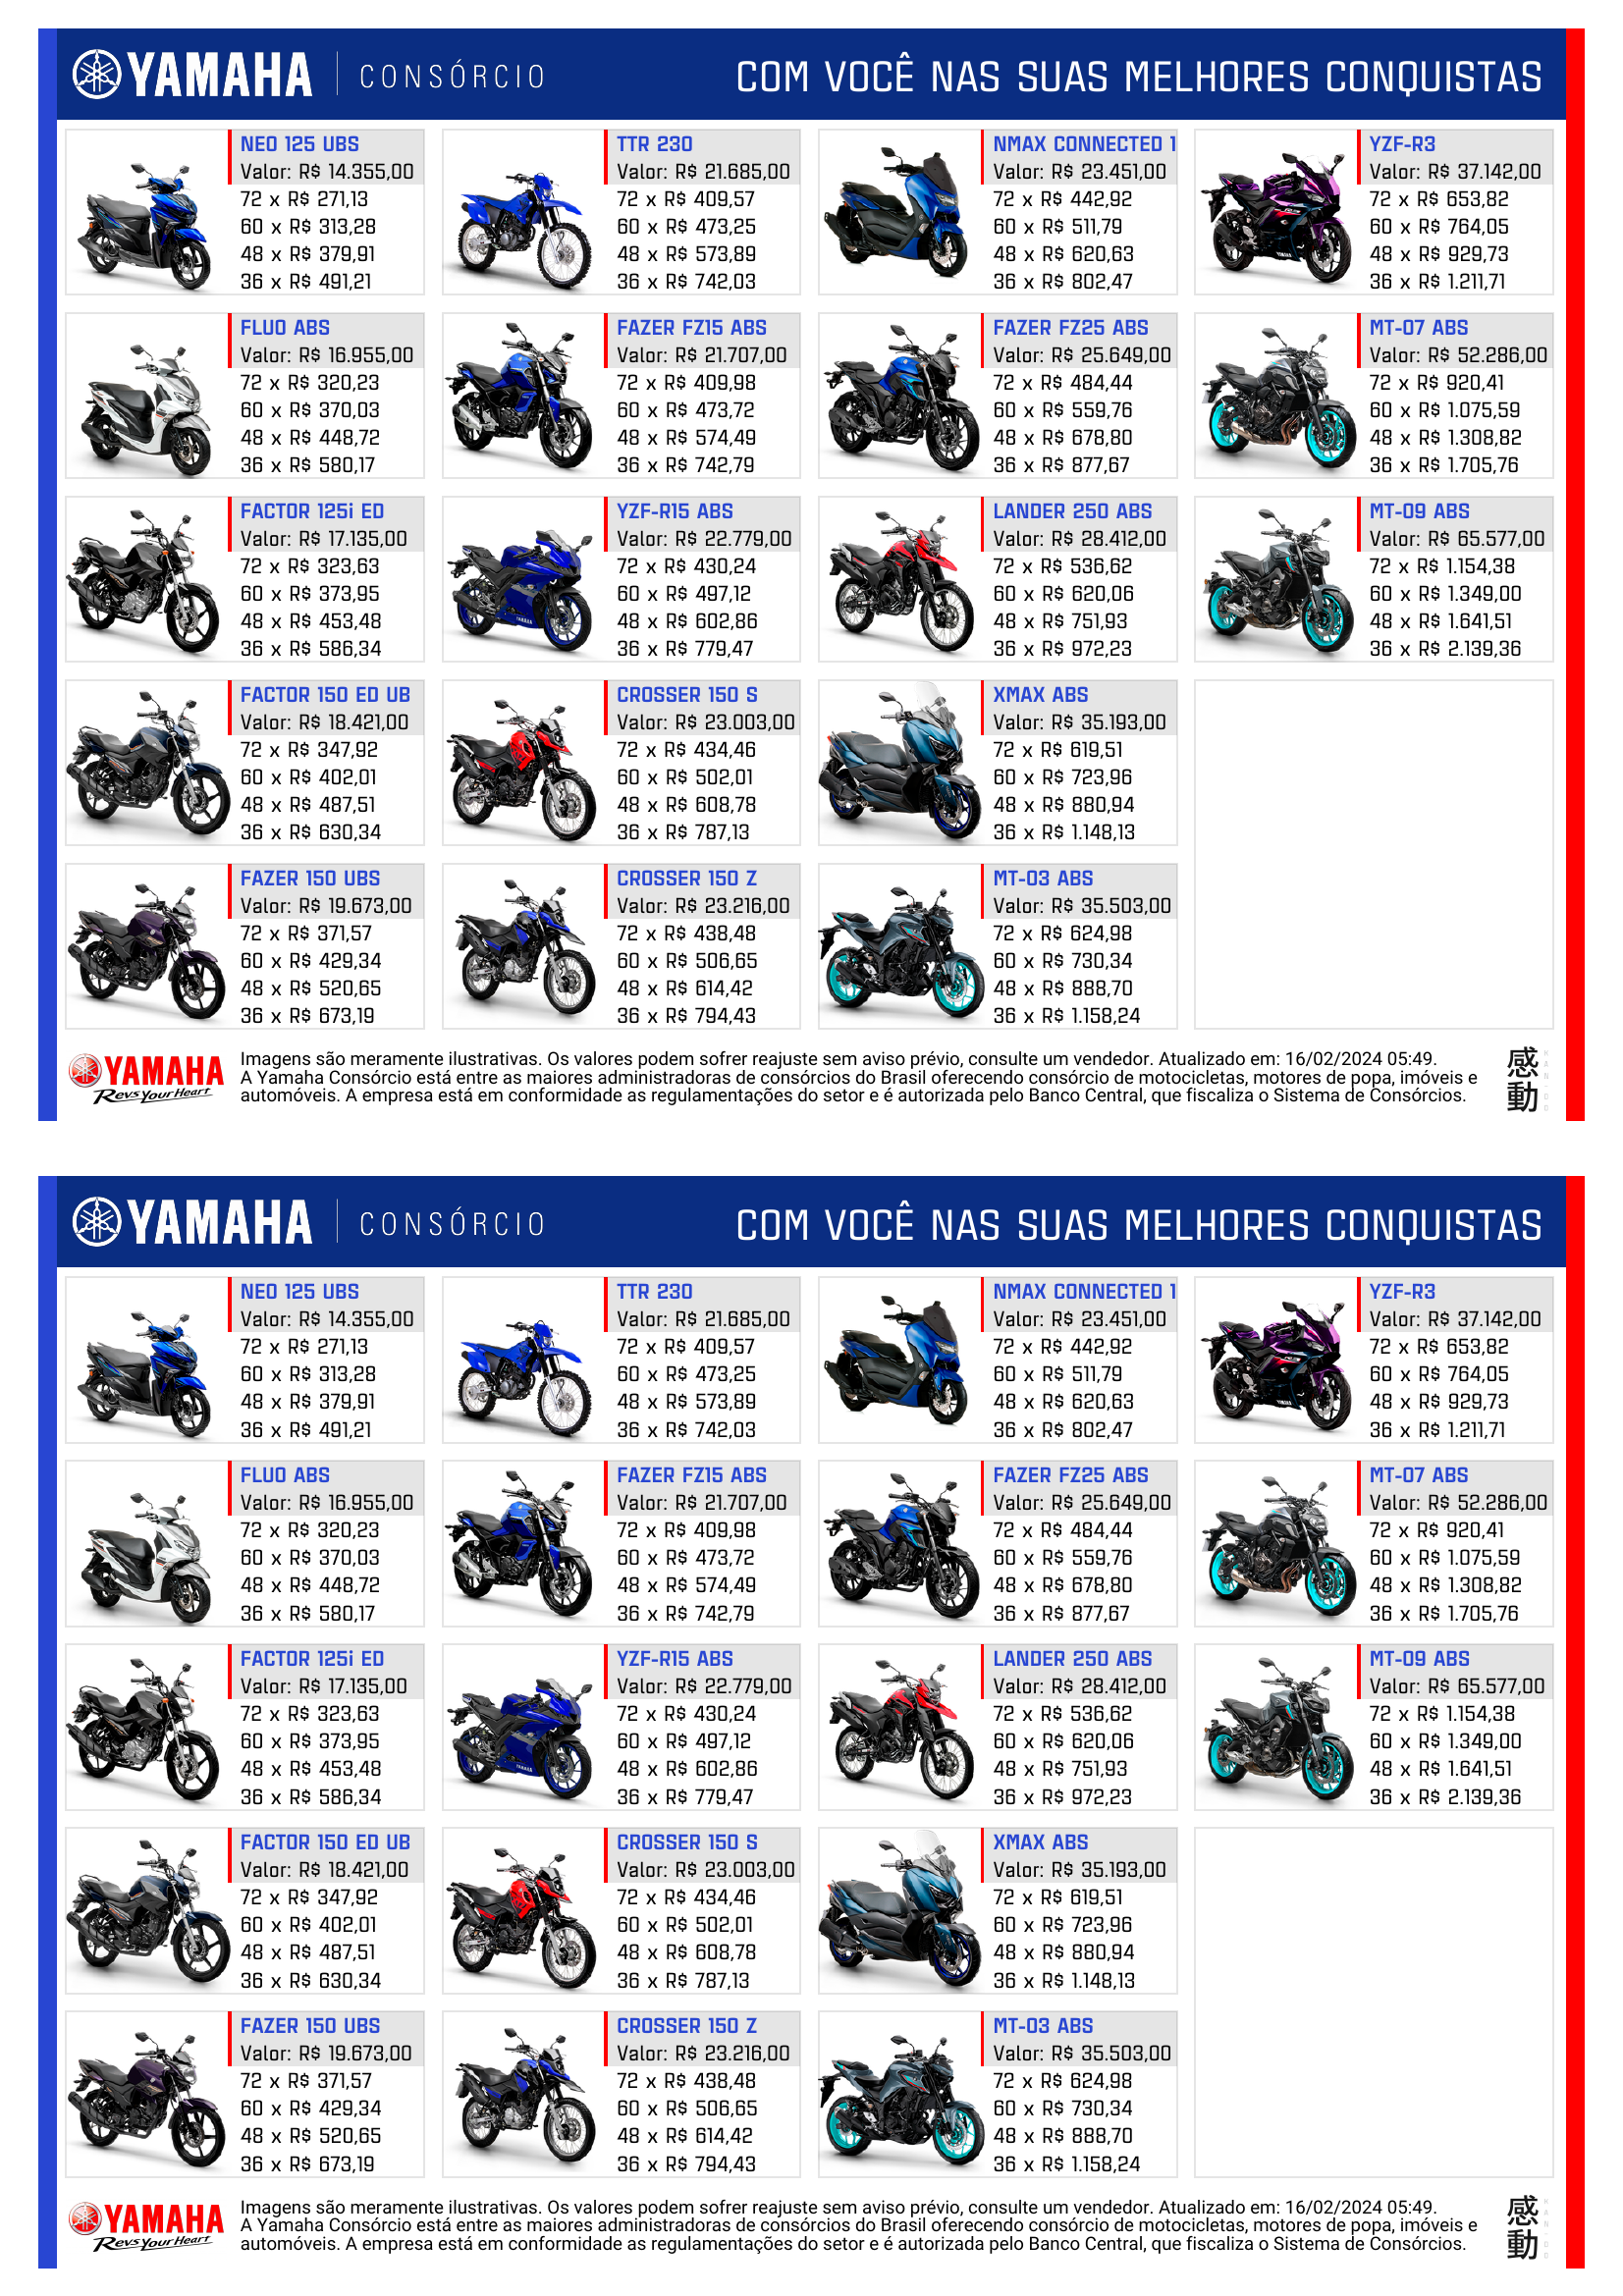 YAMAHA CONSÓRCIO
COM VOCÊ NAS SUAS MELHORES CONQUISTAS
NEO 125 UBS
Valor: R$ 14.355,00
72 x R$ 271,13
60 x R$ 313,28
48 x R$ 379,91
36 x R$ 491,21
TTR 230
Valor: R$ 21.685,00
72 x R$ 409,57
60 x R$ 473,25
48 x R$ 573,89
36 x R$ 742,03
NMAX CONNECTED 1
Valor: R$ 23.451,00
72 x R$ 442,92
60 x R$ 511,79
48 x R$ 620,63
36 x R$ 802,47
YZF-R3
Valor: R$ 37.142,00
72 x R$ 653,82
60 x R$ 764,05
48 x R$ 929,73
36 x R$ 1.211,71
FLUO ABS
Valor: R$ 16.955,00
72 x R$ 320,23
60 x R$ 370,03
48 x R$ 448,72
36 x R$ 580,17
FAZER FZ15 ABS
Valor: R$ 21.707,00
72 x R$ 409,98
60 x R$ 473,72
48 x R$ 574,49
36 x R$ 742,79
FAZER FZ25 ABS
Valor: R$ 25.649,00
72 x R$ 484,44
60 x R$ 559,76
48 x R$ 678,80
36 x R$ 877,67
MT-07 ABS
Valor: R$ 52.286,00
72 x R$ 920,41
60 x R$ 1.075,59
48 x R$ 1.308,82
36 x R$ 1.705,76
FACTOR 125i ED
Valor: R$ 17.135,00
72 x R$ 323,63
60 x R$ 373,95
48 x R$ 453,48
36 x R$ 586,34
YZF-R15 ABS
Valor: R$ 22.779,00
72 x R$ 430,24
60 x R$ 497,12
48 x R$ 602,86
36 x R$ 779,47
LANDER 250 ABS
Valor: R$ 28.412,00
72 x R$ 536,62
60 x R$ 620,06
48 x R$ 751,93
36 x R$ 972,23
MT-09 ABS
Valor: R$ 65.577,00
72 x R$ 1.154,38
60 x R$ 1.349,00
48 x R$ 1.641,51
36 x R$ 2.139,36
FACTOR 150 ED UB
Valor: R$ 18.421,00
72 x R$ 347,92
60 x R$ 402,01
48 x R$ 487,51
36 x R$ 630,34
CROSSER 150 S
Valor: R$ 23.003,00
72 x R$ 434,46
60 x R$ 502,01
48 x R$ 608,78
36 x R$ 787,13
XMAX ABS
Valor: R$ 35.193,00
72 x R$ 619,51
60 x R$ 723,96
48 x R$ 880,94
36 x R$ 1.148,13
FAZER 150 UBS
Valor: R$ 19.673,00
72 x R$ 371,57
60 x R$ 429,34
48 x R$ 520,65
36 x R$ 673,19
CROSSER 150 Z
Valor: R$ 23.216,00
72 x R$ 438,48
60 x R$ 506,65
48 x R$ 614,42
36 x R$ 794,43
MT-03 ABS
Valor: R$ 35.503,00
72 x R$ 624,98
60 x R$ 730,34
48 x R$ 888,70
36 x R$ 1.158,24
YAMAHA
Revs Your Heart
Imagens são meramente ilustrativas. Os valores podem sofrer reajuste sem aviso prévio, consulte um vendedor. Atualizado em: 16/02/2024 05:49.
A Yamaha Consórcio está entre as maiores administradoras de consórcios do Brasil oferecendo consórcio de motocicletas, motores de popa, imóveis e
automóveis. A empresa está em conformidade as regulamentações do setor e é autorizada pelo Banco Central, que fiscaliza o Sistema de Consórcios.
感動
YAMAHA CONSÓRCIO
COM VOCÊ NAS SUAS MELHORES CONQUISTAS
NEO 125 UBS
Valor: R$ 14.355,00
72 x R$ 271,13
60 x R$ 313,28
48 x R$ 379,91
36 x R$ 491,21
TTR 230
Valor: R$ 21.685,00
72 x R$ 409,57
60 x R$ 473,25
48 x R$ 573,89
36 x R$ 742,03
NMAX CONNECTED 1
Valor: R$ 23.451,00
72 x R$ 442,92
60 x R$ 511,79
48 x R$ 620,63
36 x R$ 802,47
YZF-R3
Valor: R$ 37.142,00
72 x R$ 653,82
60 x R$ 764,05
48 x R$ 929,73
36 x R$ 1.211,71
FLUO ABS
Valor: R$ 16.955,00
72 x R$ 320,23
60 x R$ 370,03
48 x R$ 448,72
36 x R$ 580,17
FAZER FZ15 ABS
Valor: R$ 21.707,00
72 x R$ 409,98
60 x R$ 473,72
48 x R$ 574,49
36 x R$ 742,79
FAZER FZ25 ABS
Valor: R$ 25.649,00
72 x R$ 484,44
60 x R$ 559,76
48 x R$ 678,80
36 x R$ 877,67
MT-07 ABS
Valor: R$ 52.286,00
72 x R$ 920,41
60 x R$ 1.075,59
48 x R$ 1.308,82
36 x R$ 1.705,76
FACTOR 125i ED
Valor: R$ 17.135,00
72 x R$ 323,63
60 x R$ 373,95
48 x R$ 453,48
36 x R$ 586,34
YZF-R15 ABS
Valor: R$ 22.779,00
72 x R$ 430,24
60 x R$ 497,12
48 x R$ 602,86
36 x R$ 779,47
LANDER 250 ABS
Valor: R$ 28.412,00
72 x R$ 536,62
60 x R$ 620,06
48 x R$ 751,93
36 x R$ 972,23
MT-09 ABS
Valor: R$ 65.577,00
72 x R$ 1.154,38
60 x R$ 1.349,00
48 x R$ 1.641,51
36 x R$ 2.139,36
FACTOR 150 ED UB
Valor: R$ 18.421,00
72 x R$ 347,92
60 x R$ 402,01
48 x R$ 487,51
36 x R$ 630,34
CROSSER 150 S
Valor: R$ 23.003,00
72 x R$ 434,46
60 x R$ 502,01
48 x R$ 608,78
36 x R$ 787,13
XMAX ABS
Valor: R$ 35.193,00
72 x R$ 619,51
60 x R$ 723,96
48 x R$ 880,94
36 x R$ 1.148,13
FAZER 150 UBS
Valor: R$ 19.673,00
72 x R$ 371,57
60 x R$ 429,34
48 x R$ 520,65
36 x R$ 673,19
CROSSER 150 Z
Valor: R$ 23.216,00
72 x R$ 438,48
60 x R$ 506,65
48 x R$ 614,42
36 x R$ 794,43
MT-03 ABS
Valor: R$ 35.503,00
72 x R$ 624,98
60 x R$ 730,34
48 x R$ 888,70
36 x R$ 1.158,24
YAMAHA
Revs Your Heart
Imagens são meramente ilustrativas. Os valores podem sofrer reajuste sem aviso prévio, consulte um vendedor. Atualizado em: 16/02/2024 05:49.
A Yamaha Consórcio está entre as maiores administradoras de consórcios do Brasil oferecendo consórcio de motocicletas, motores de popa, imóveis e
automóveis. A empresa está em conformidade as regulamentações do setor e é autorizada pelo Banco Central, que fiscaliza o Sistema de Consórcios.
感動